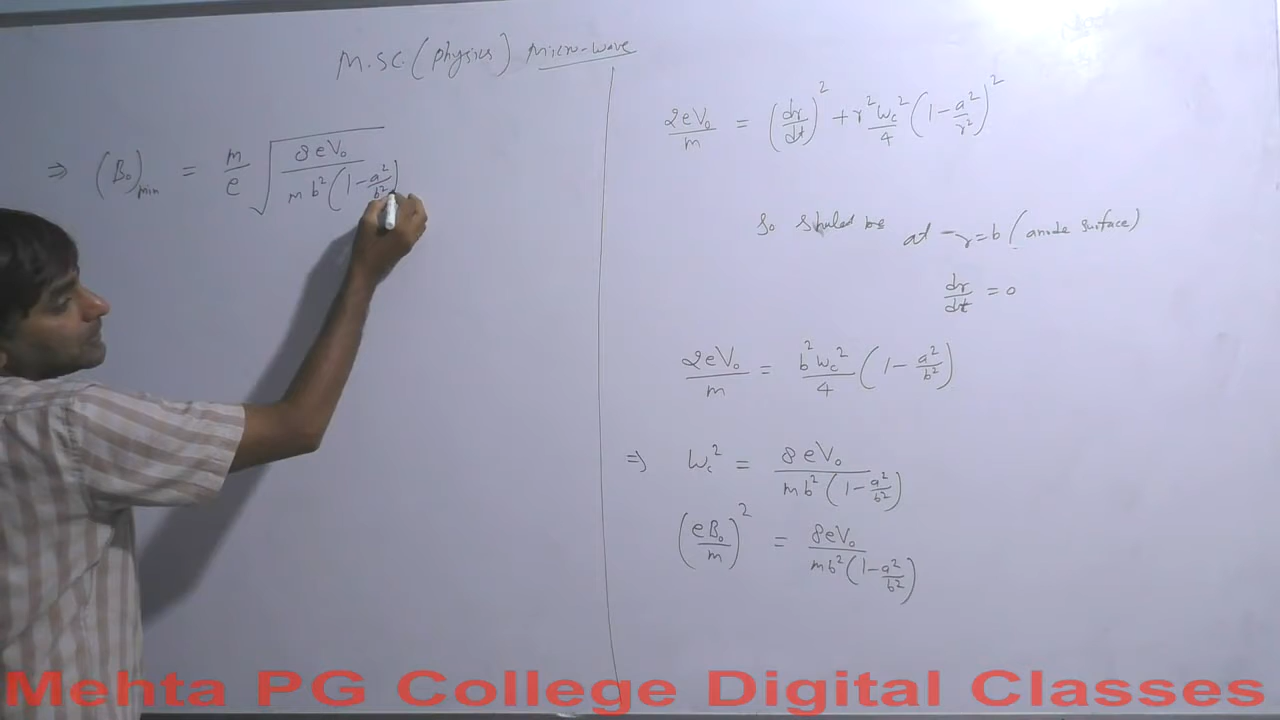 M.SC. (physics) Micro-wave
⇒ (B₀)min = m/e √(8eV₀ / mb²(1 - a²/b²))
2eV₀/m = (dr/dt)² + r²ωc²/4 (1 - a²/r²)²
So at r=b (anode surface)
dr/dt = 0
2eV₀/m = b²ωc²/4 (1 - a²/b²)
⇒ ωc² = 8eV₀ / mb²(1 - a²/b²)
(eB₀/m)² = 8eV₀ / mb²(1 - a²/b²)
Mehta PG College Digital Classes